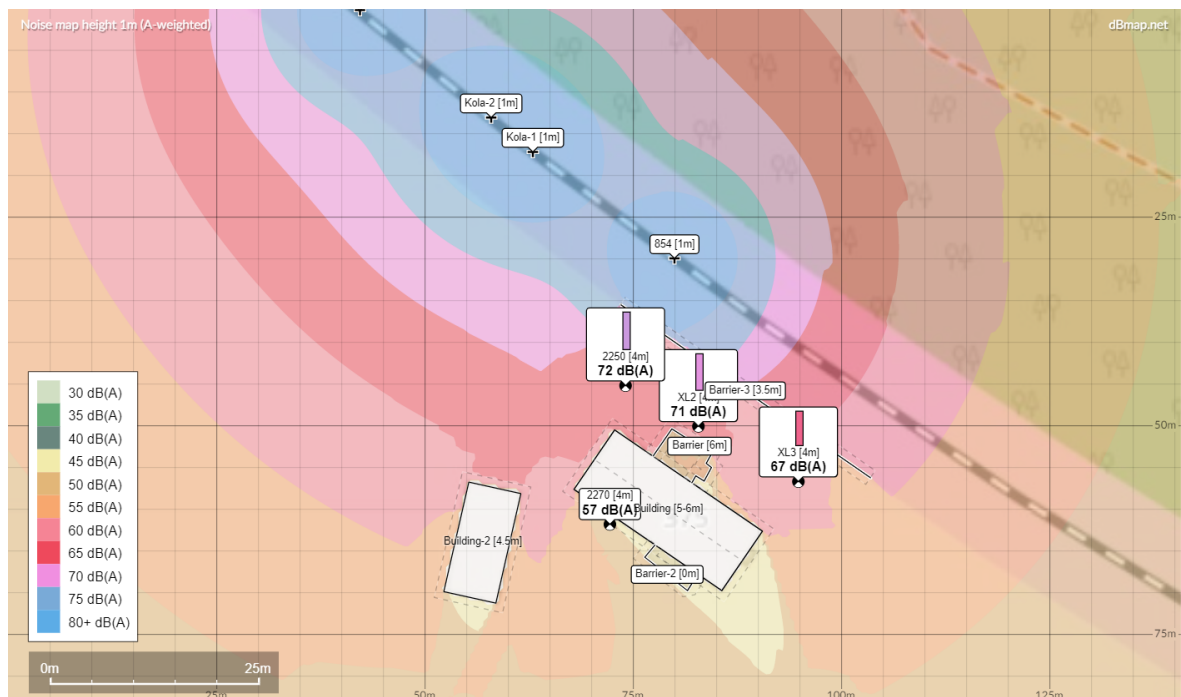 Noise map height 1m (A-weighted)
dBmap.net
Kola-2 [1m]
Kola-1 [1m]
854 [1m]
25m
2250 [4m]
72 dB(A)
XL2 [4m]
71 dB(A)
Barrier-3 [3.5m]
XL3 [4m]
67 dB(A)
50m
Barrier [6m]
2270 [4m]
57 dB(A)
Building [5-6m]
Building-2 [4.5m]
Barrier-2 [0m]
75m
30 dB(A)
35 dB(A)
40 dB(A)
45 dB(A)
50 dB(A)
55 dB(A)
60 dB(A)
65 dB(A)
70 dB(A)
75 dB(A)
80+ dB(A)
0m
25m
25m
50m
75m
100m
125m